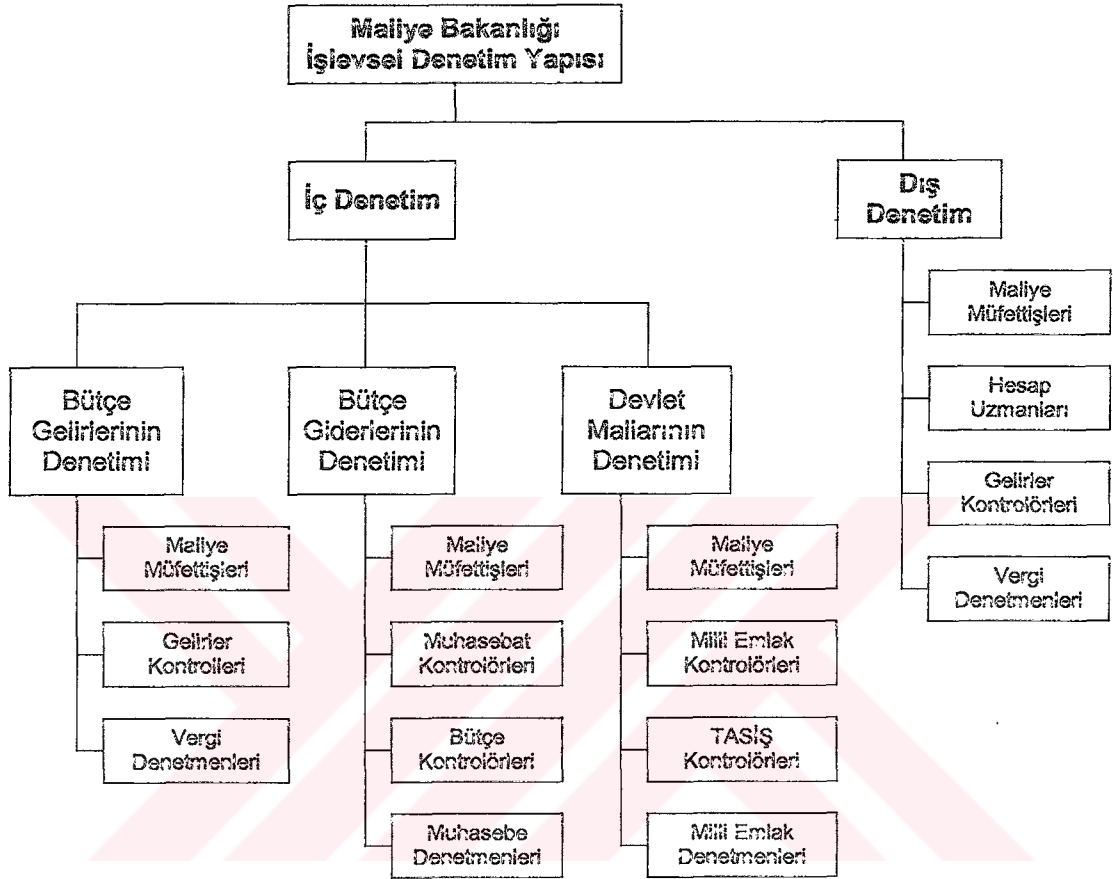 Maliye Bakanlığı
İşlevsel Denetim Yapısı
İç Denetim
Dış
Denetim
Bütçe
Gelirlerinin
Denetimi
Maliye
Müfettişleri
Gelirler
Kontrolleri
Vergi
Denetmenleri
Bütçe
Giderlerinin
Denetimi
Maliye
Müfettişleri
Muhasebat
Kontrolörleri
Bütçe
Kontrolörleri
Muhasebe
Denetmenleri
Devlet
Mallarının
Denetimi
Maliye
Müfettişleri
Milli Emlak
Kontrolörleri
TASİŞ
Kontrolörleri
Milli Emlak
Denetmenleri
Maliye
Müfettişleri
Hesap
Uzmanları
Gelirler
Kontrolörleri
Vergi
Denetmenleri